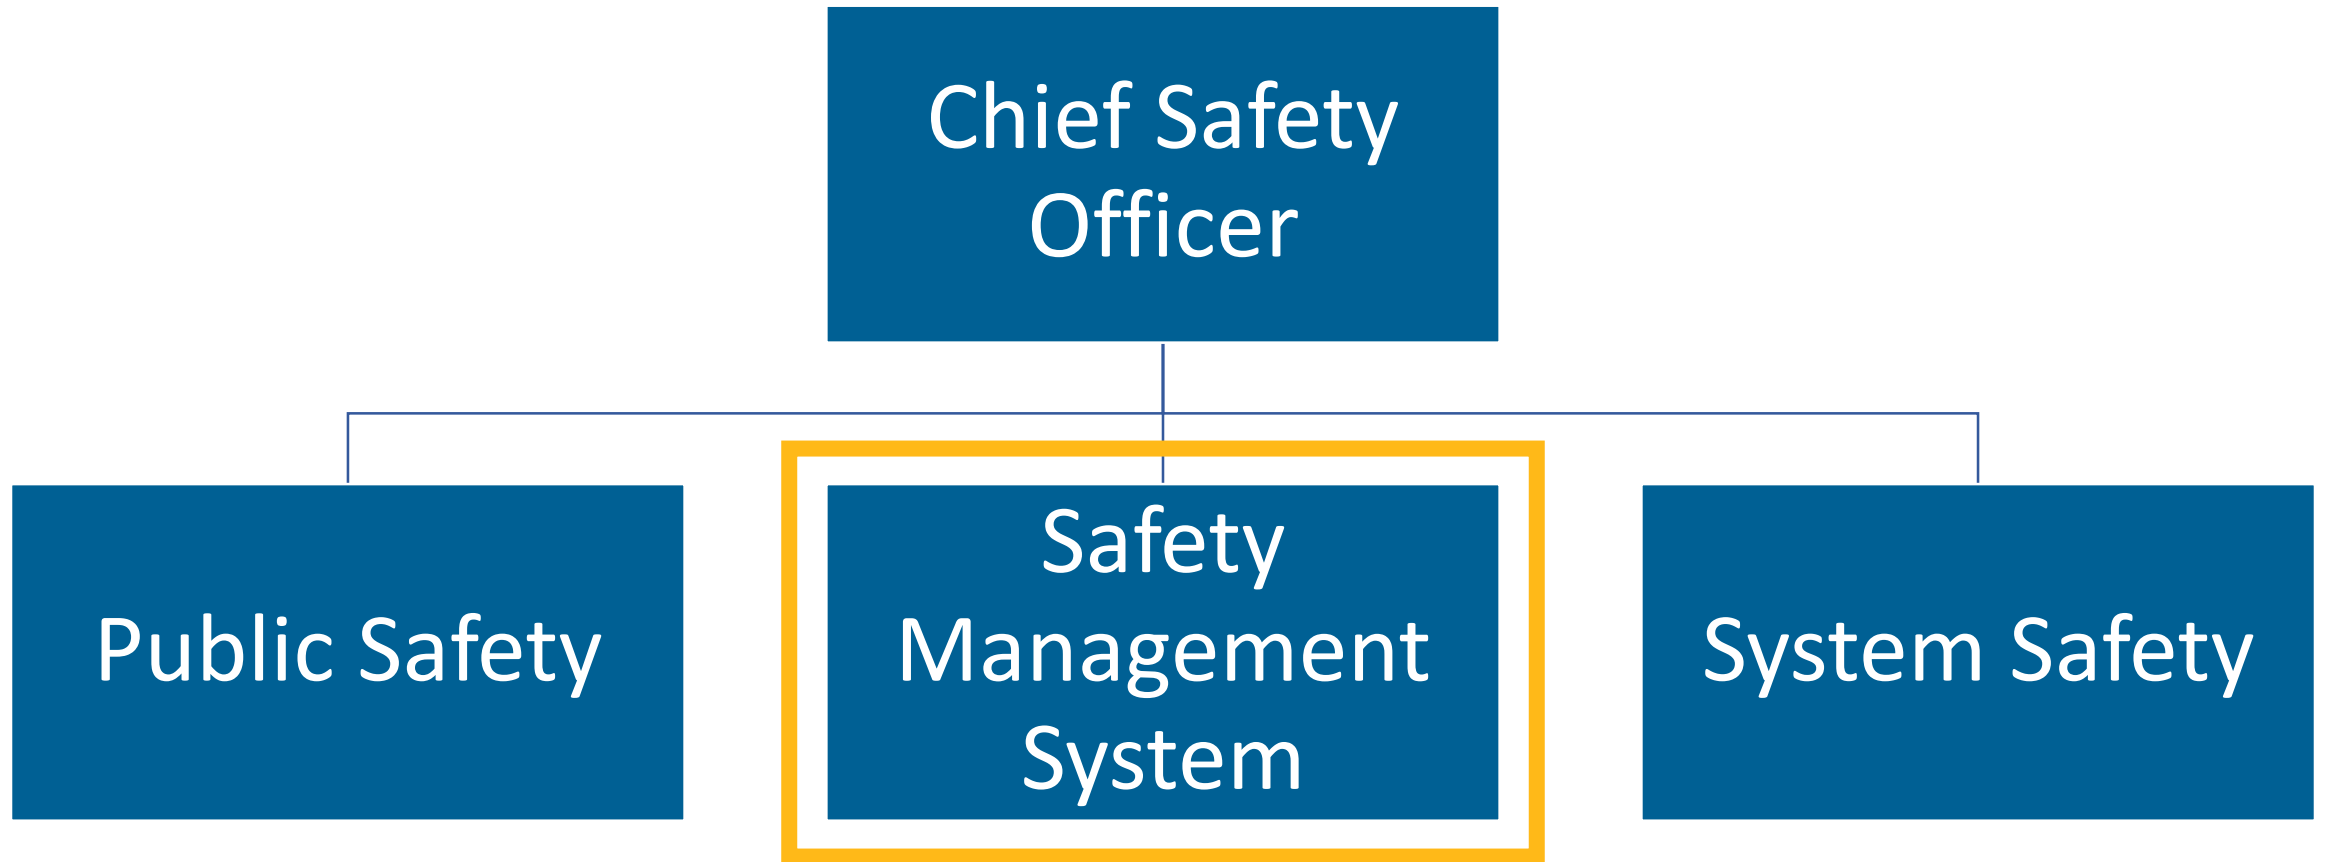 Chief Safety
Officer
Public Safety
Safety
Management
System
System Safety